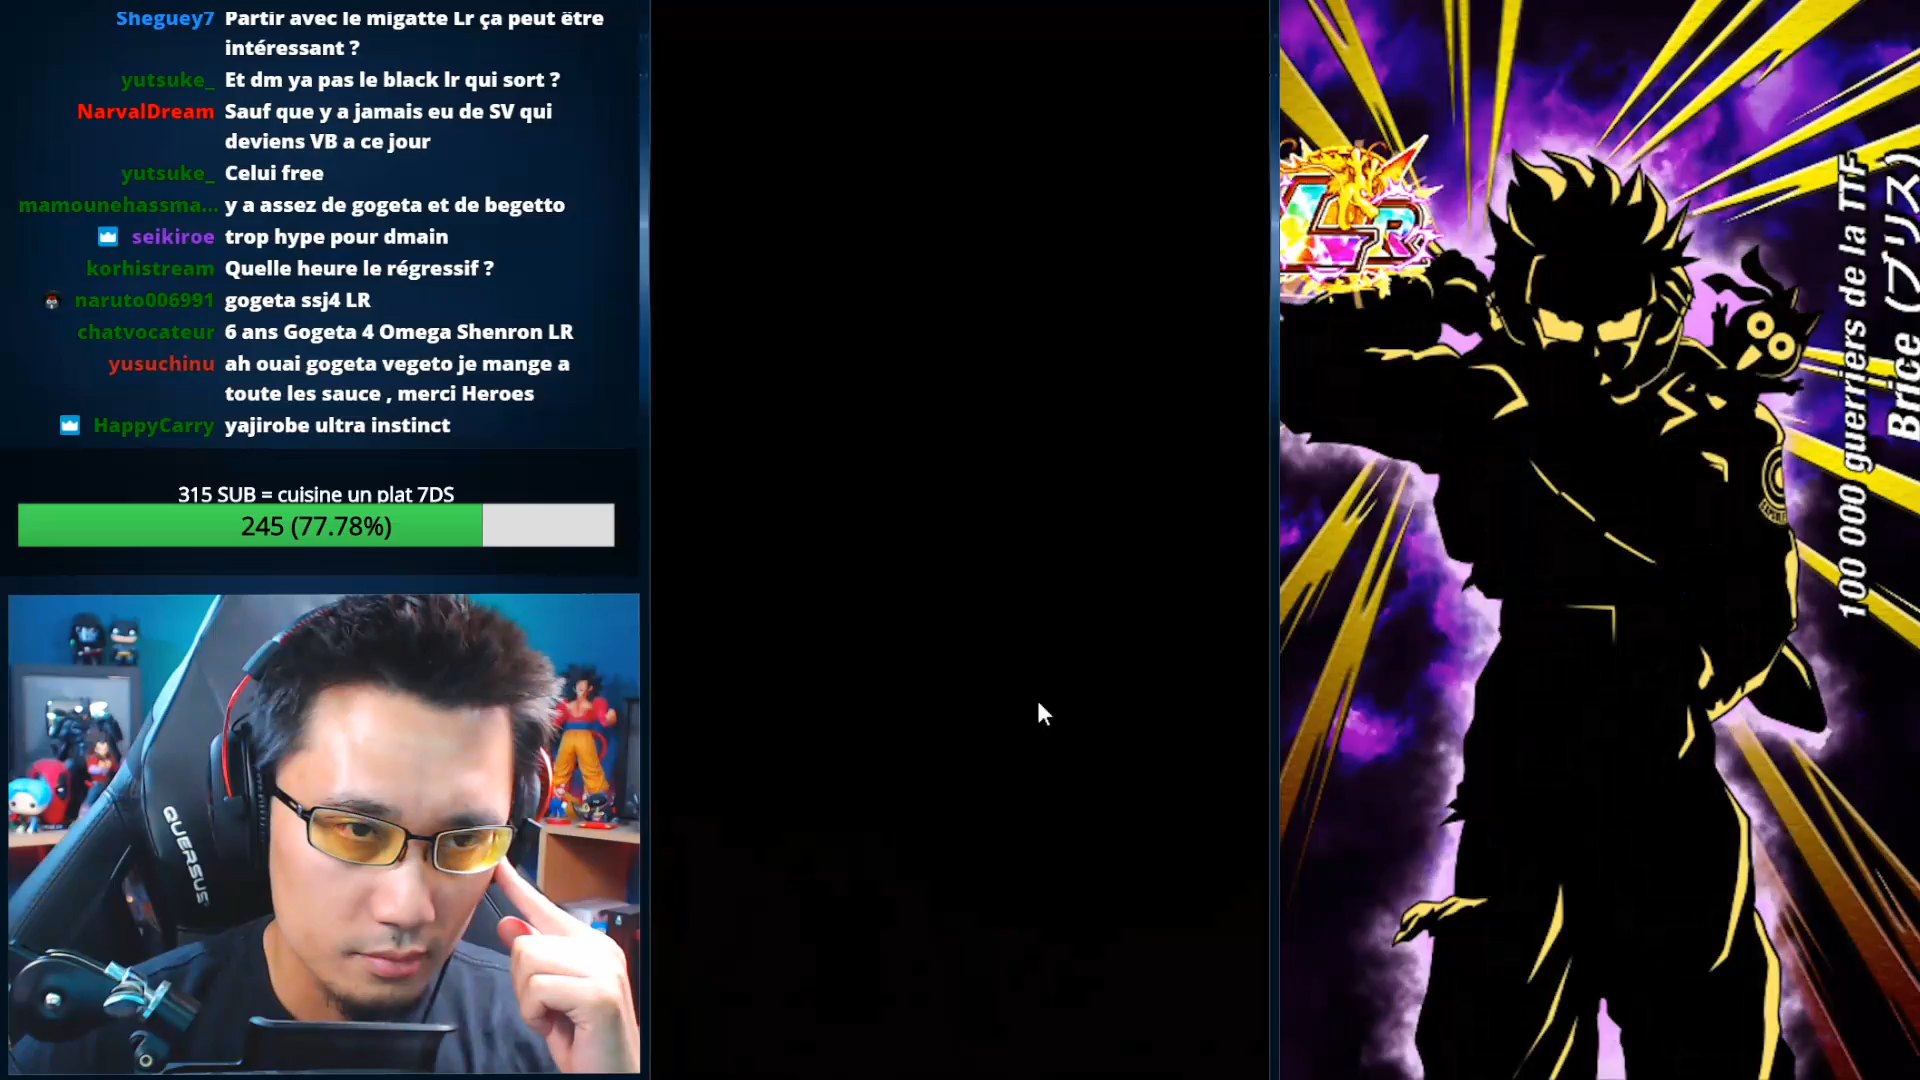 Sheguey7 Partir avec le migatte Lr ça peut être
intéressant ?
yutsuke_ Et dm ya pas le black lr qui sort ?
NarvalDream Sauf que y a jamais eu de SV qui
deviens VB a ce jour
yutsuke_ Celui free
mamounehassma... y a assez de gogeta et de begetto
seikiroe trop hype pour dmain
korhistream Quelle heure le régressif ?
naruto006991 gogeta ssj4 LR
chatvocateur 6 ans Gogeta 4 Omega Shenron LR
yusuchinu ah ouai gogeta vegeto je mange a
toute les sauce , merci Heroes
HappyCarry yajirobe ultra instinct
315 SUB = cuisine un plat 7DS
245 (77.78%)
QUERSUS
LR
100 000 guerriers de la TTF
Brice (ブリス)